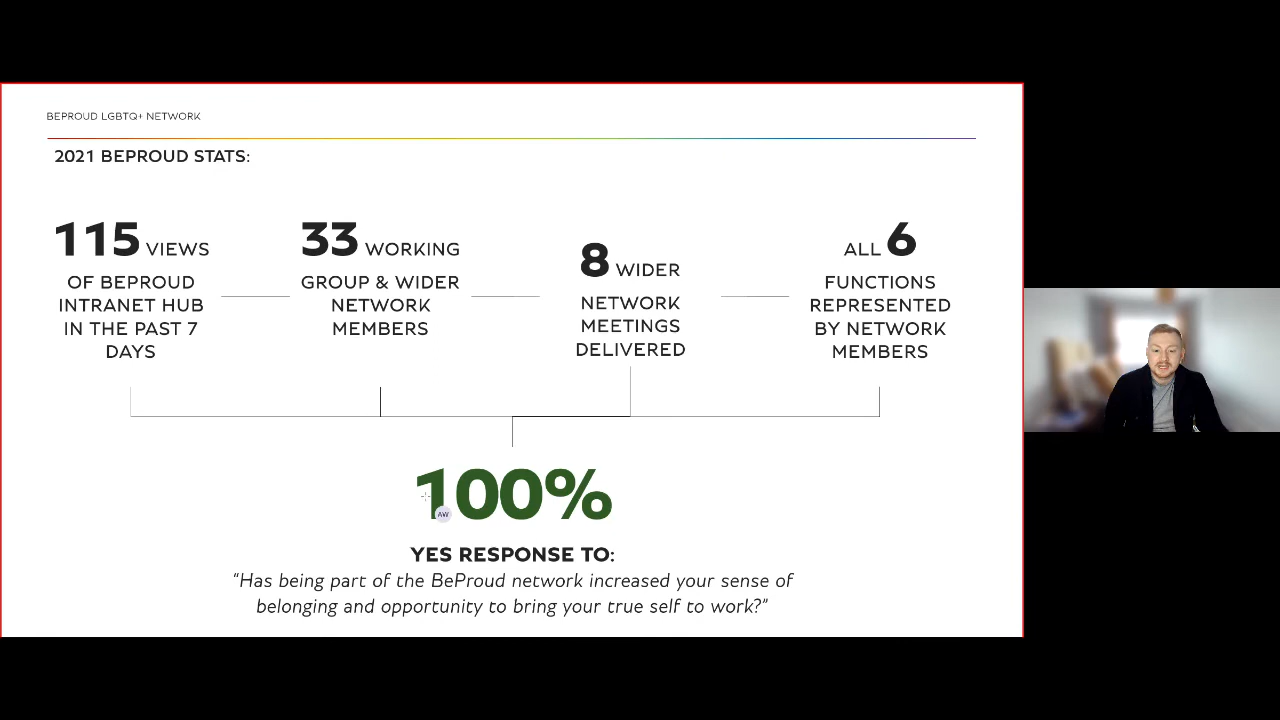 BEPROUD LGBTQ+ NETWORK
2021 BEPROUD STATS:
115 VIEWS
OF BEPROUD
INTRANET HUB
IN THE PAST 7
DAYS
33 WORKING
GROUP & WIDER
NETWORK
MEMBERS
8 WIDER
NETWORK
MEETINGS
DELIVERED
ALL 6
FUNCTIONS
REPRESENTED
BY NETWORK
MEMBERS
100%
AW
YES RESPONSE TO:
“Has being part of the BeProud network increased your sense of
belonging and opportunity to bring your true self to work?”